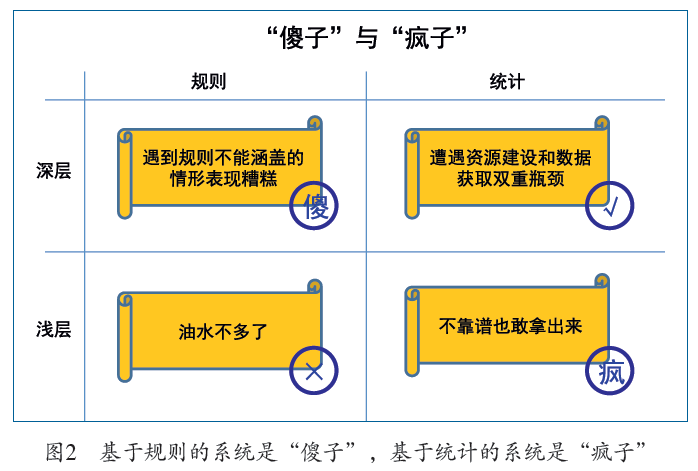 “傻子”与“疯子”
规则
统计
深层
遇到规则不能涵盖的
情形表现糟糕
傻
遭遇资源建设和数据
获取双重瓶颈
√
浅层
油水不多了
×
不靠谱也敢拿出来
疯
图2 基于规则的系统是“傻子”,基于统计的系统是“疯子”